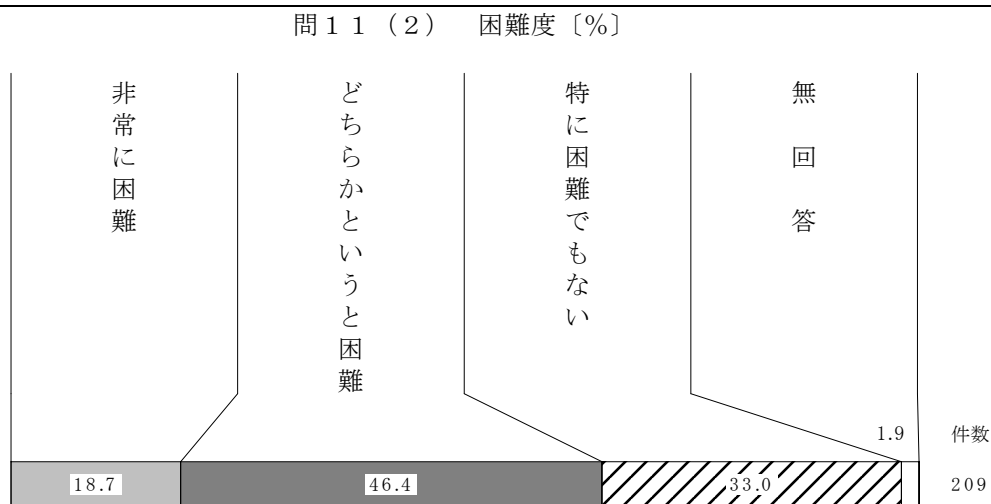 問11(2) 困難度〔%〕
非常に困難
どちらかというと困難
特に困難でもない
無回答
1.9 件数
18.7 46.4 33.0 209